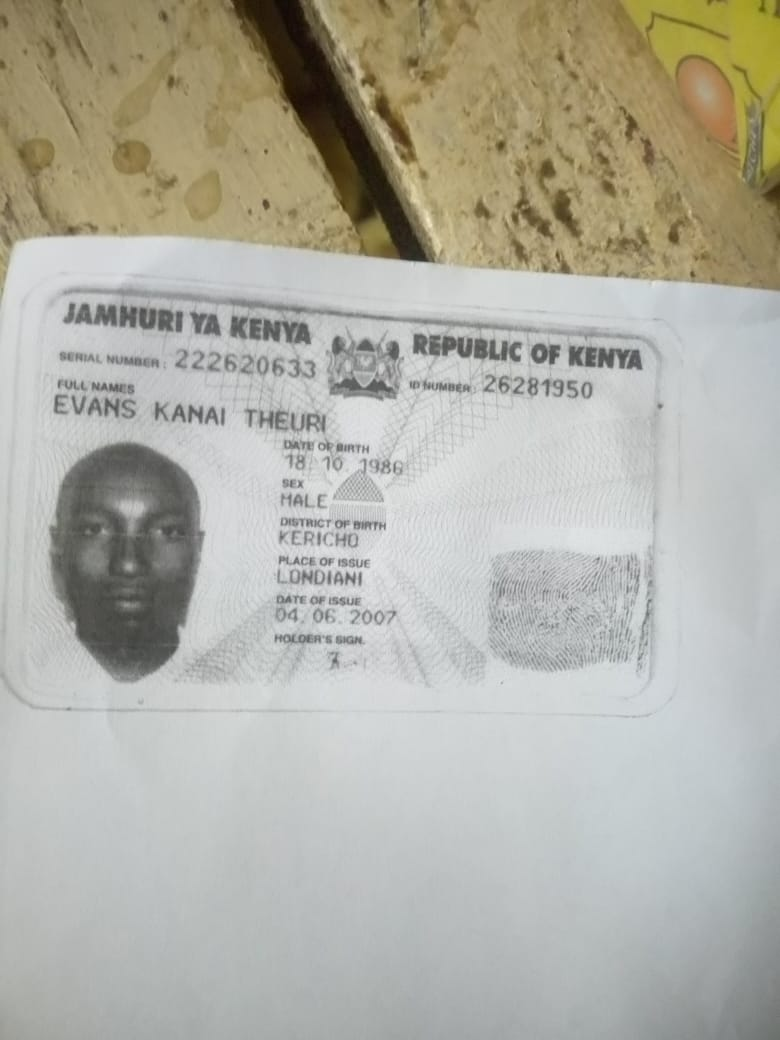 JAMHURI YA KENYA
REPUBLIC OF KENYA
SERIAL NUMBER: 222620633
ID NUMBER: 26281950
FULL NAMES
EVANS KANAI THEURI
DATE OF BIRTH
18. 10. 1986
SEX
MALE
DISTRICT OF BIRTH
KERICHO
PLACE OF ISSUE
LONDIANI
DATE OF ISSUE
04. 06. 2007
HOLDER'S SIGN.